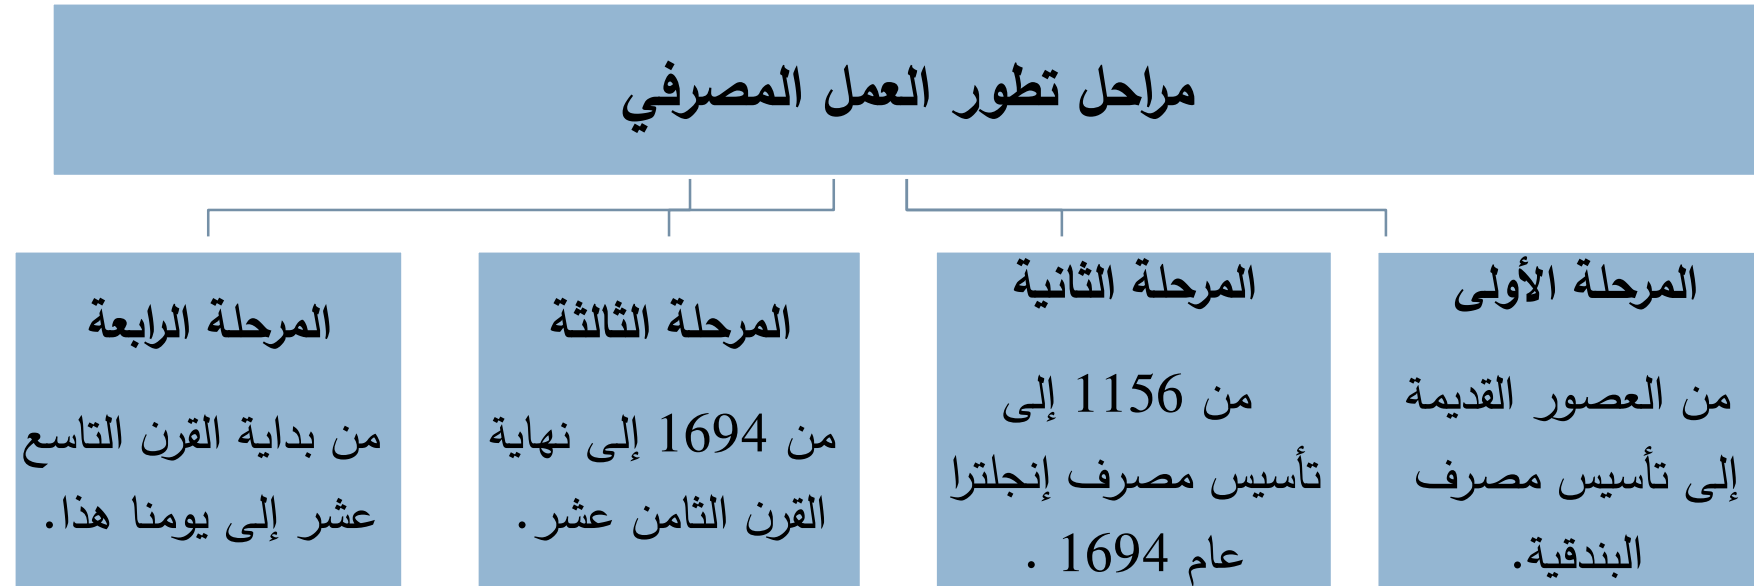 مراحل تطور العمل المصرفي
المرحلة الأولى
من العصور القديمة
إلى تأسيس مصرف
البندقية.
المرحلة الثانية
من 1156 إلى
تأسيس مصرف إنجلترا
عام 1694 .
المرحلة الثالثة
من 1694 إلى نهاية
القرن الثامن عشر.
المرحلة الرابعة
من بداية القرن التاسع
عشر إلى يومنا هذا.